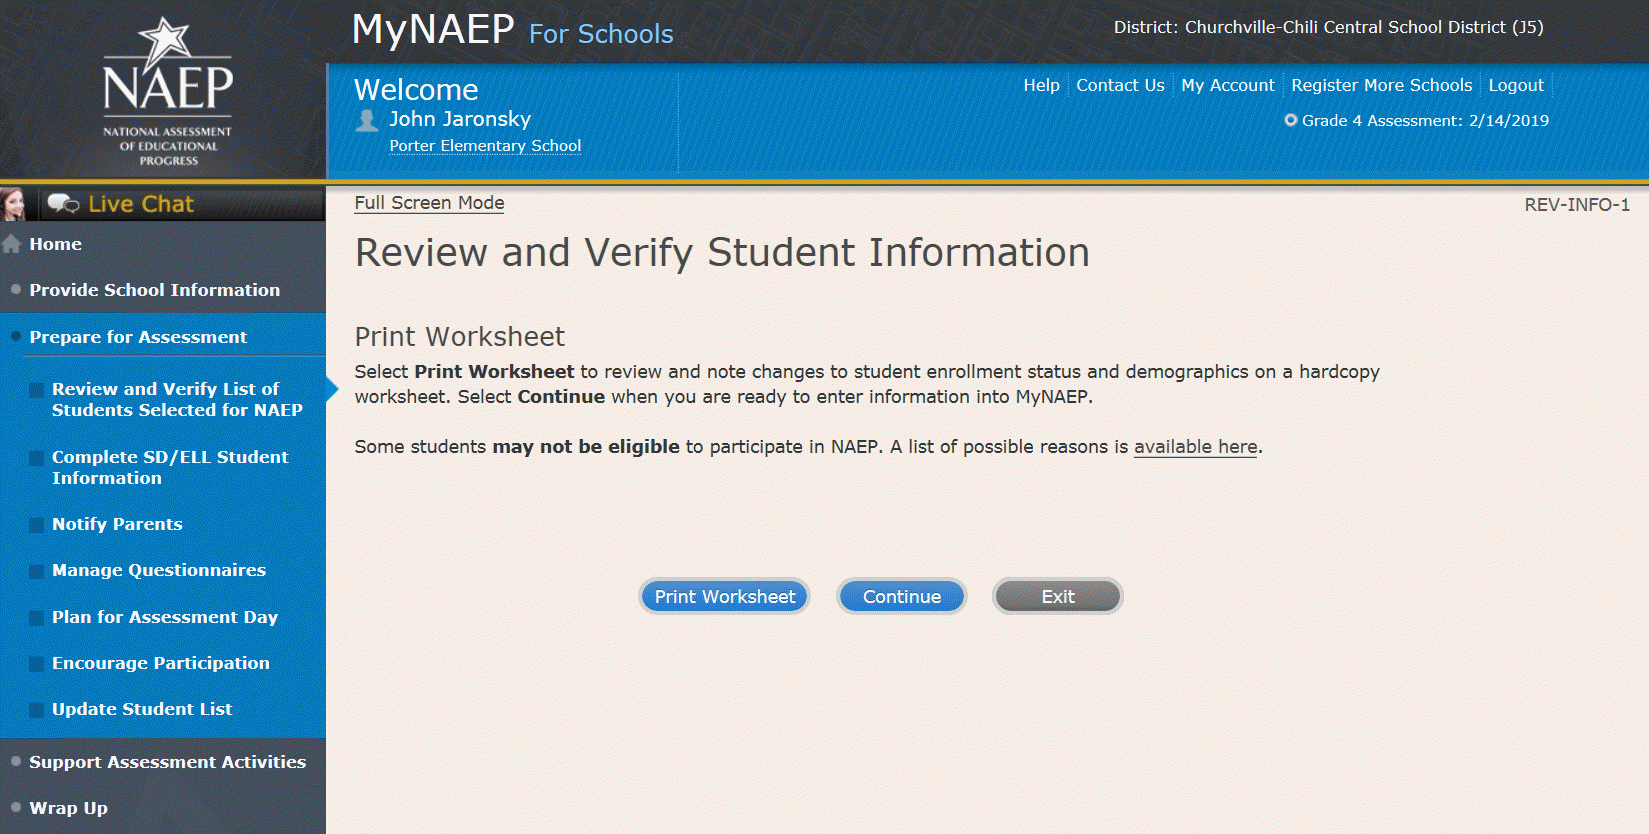 NAEP
NATIONAL ASSESSMENT
OF EDUCATIONAL
PROGRESS
MyNAEP For Schools
District: Churchville-Chili Central School District (J5)
Welcome
John Jaronsky
Porter Elementary School
Help Contact Us My Account Register More Schools Logout
Grade 4 Assessment: 2/14/2019
Live Chat
Home
Provide School Information
Prepare for Assessment
Review and Verify List of
Students Selected for NAEP
Complete SD/ELL Student
Information
Notify Parents
Manage Questionnaires
Plan for Assessment Day
Encourage Participation
Update Student List
Support Assessment Activities
Wrap Up
Full Screen Mode
REV-INFO-1
Review and Verify Student Information
Print Worksheet
Select Print Worksheet to review and note changes to student enrollment status and demographics on a hardcopy
worksheet. Select Continue when you are ready to enter information into MyNAEP.
Some students may not be eligible to participate in NAEP. A list of possible reasons is available here.
Print Worksheet Continue Exit